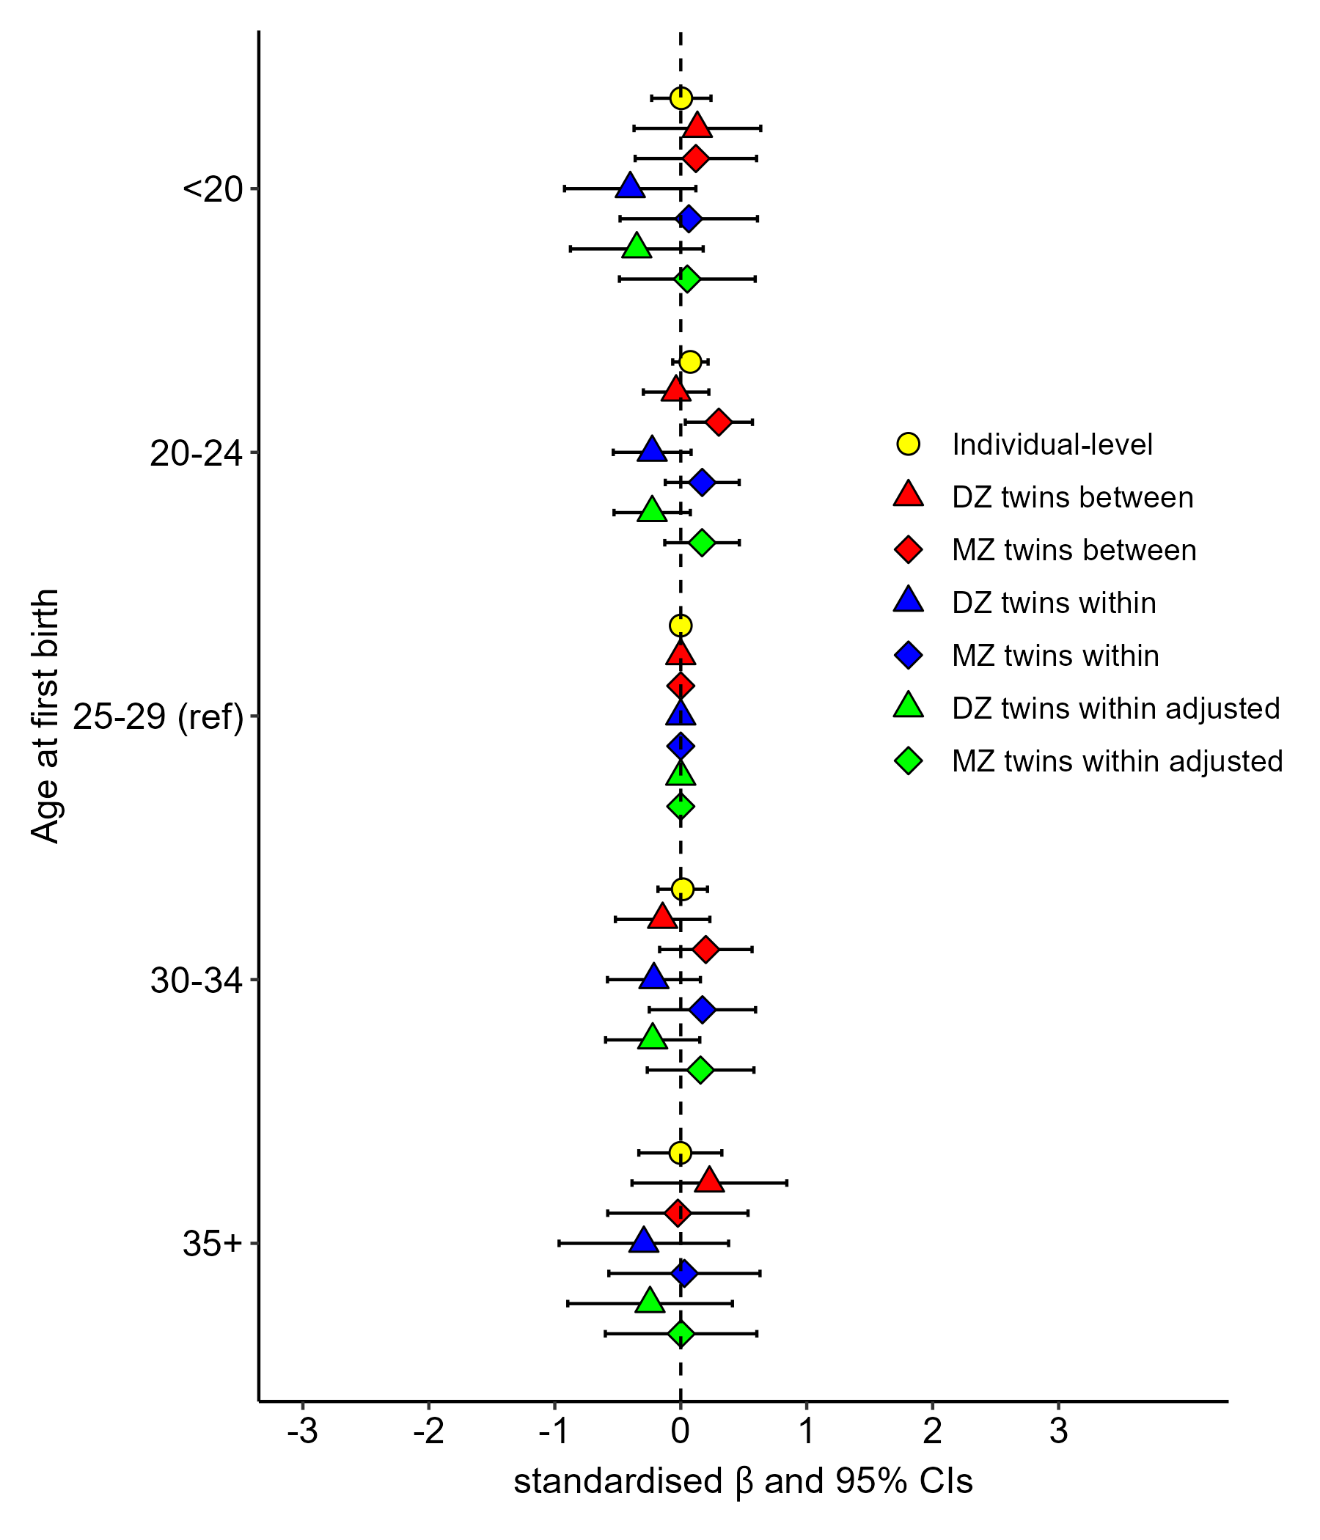 <20
20-24
25-29 (ref)
30-34
35+
Age at first birth
Individual-level
DZ twins between
MZ twins between
DZ twins within
MZ twins within
DZ twins within adjusted
MZ twins within adjusted
-3 -2 -1 0 1 2 3
standardised β and 95% CIs